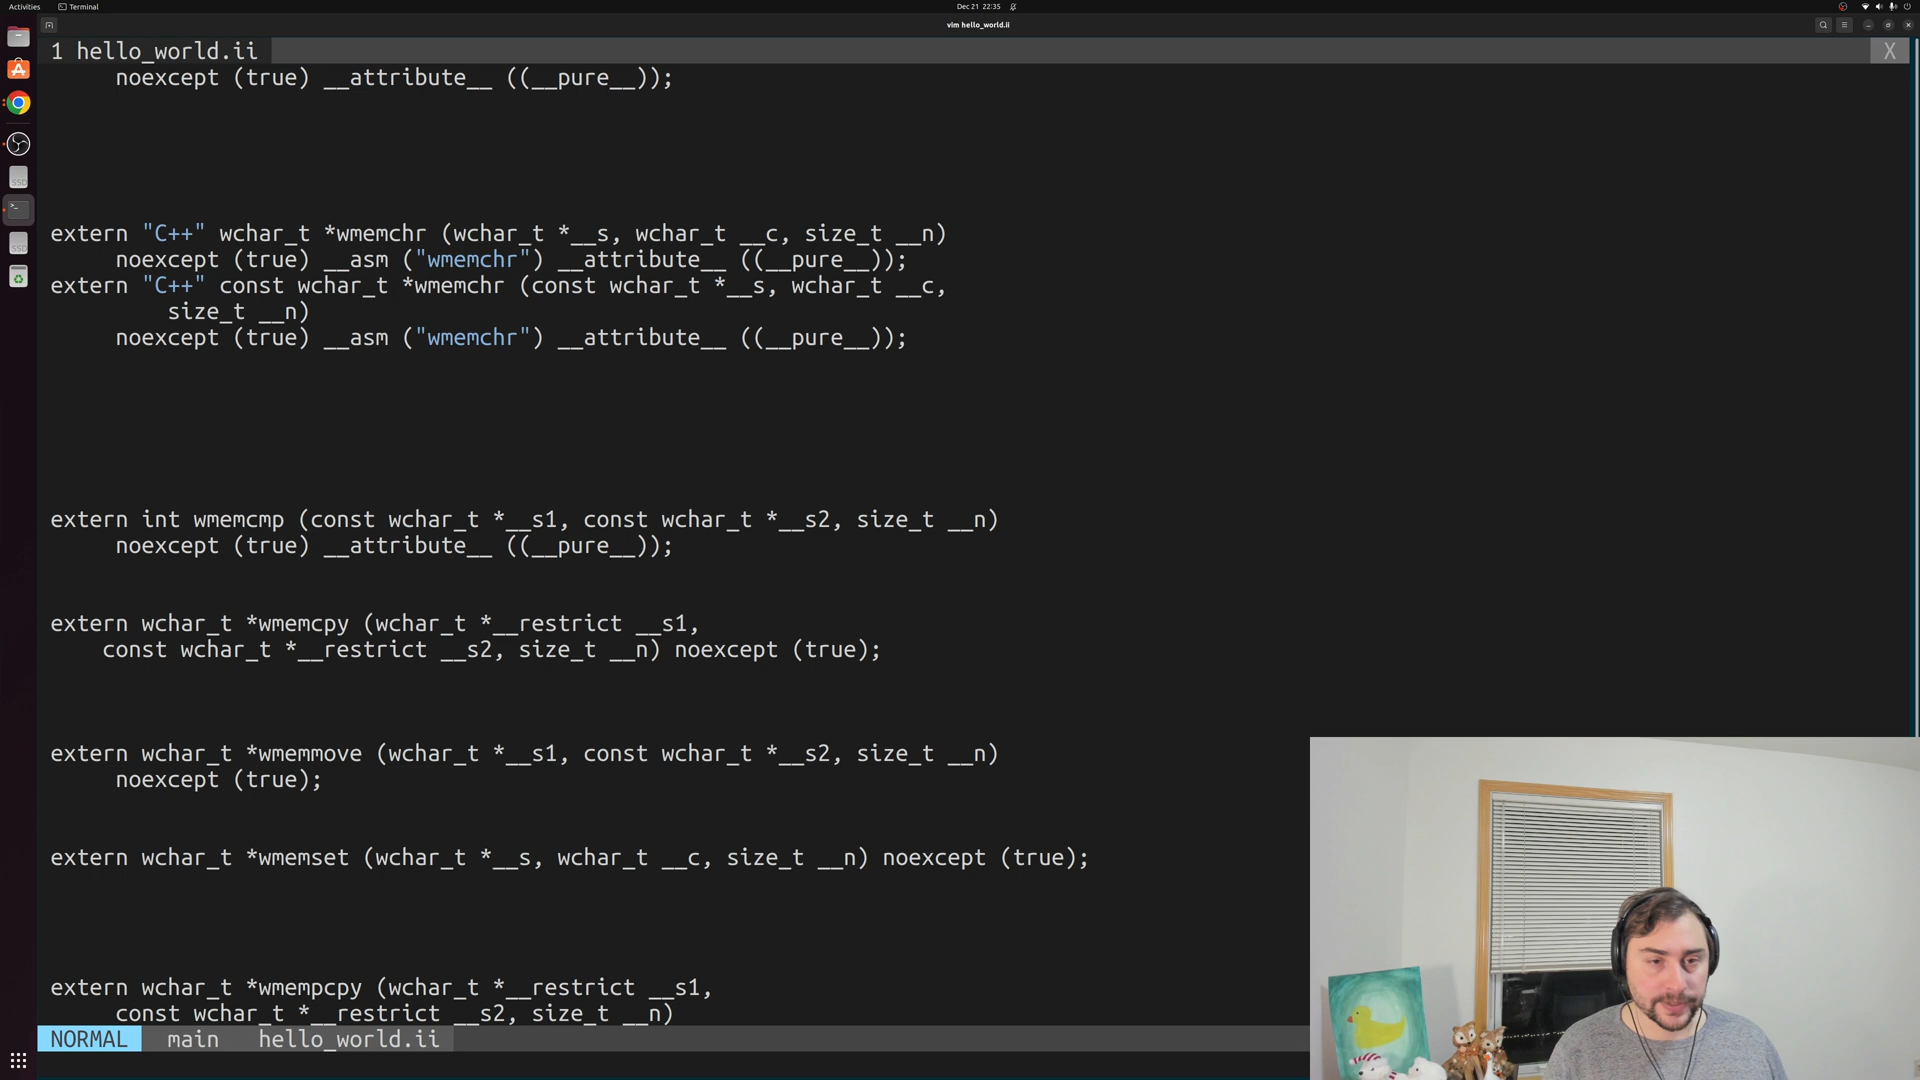 Activities
Terminal
Dec 21 22:35
vim hello_world.ii
1 hello_world.ii
X
noexcept (true) __attribute__ ((__pure__));
extern "C++" wchar_t *wmemchr (wchar_t *__s, wchar_t __c, size_t __n)
noexcept (true) __asm ("wmemchr") __attribute__ ((__pure__));
extern "C++" const wchar_t *wmemchr (const wchar_t *__s, wchar_t __c,
size_t __n)
noexcept (true) __asm ("wmemchr") __attribute__ ((__pure__));
extern int wmemcmp (const wchar_t *__s1, const wchar_t *__s2, size_t __n)
noexcept (true) __attribute__ ((__pure__));
extern wchar_t *wmemcpy (wchar_t *__restrict __s1,
const wchar_t *__restrict __s2, size_t __n) noexcept (true);
extern wchar_t *wmemmove (wchar_t *__s1, const wchar_t *__s2, size_t __n)
noexcept (true);
extern wchar_t *wmemset (wchar_t *__s, wchar_t __c, size_t __n) noexcept (true);
extern wchar_t *wmempcpy (wchar_t *__restrict __s1,
const wchar_t *__restrict __s2, size_t __n)
NORMAL main hello_world.ii